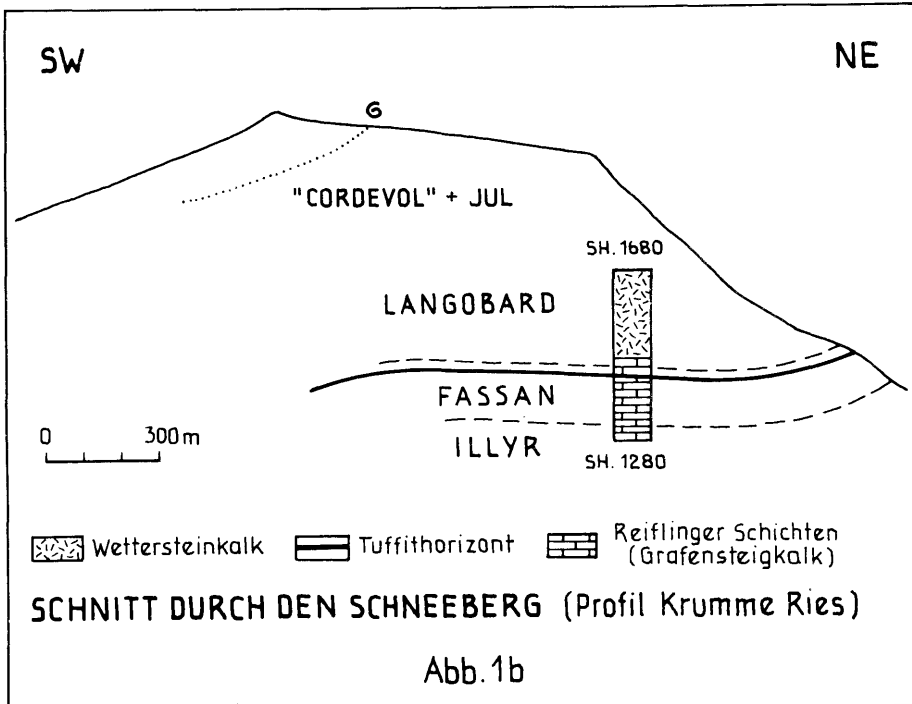 SW
NE
G
"CORDEVOL" + JUL
SH. 1680
LANGOBARD
FASSAN
ILLYR
SH. 1280
0 300m
Wettersteinkalk
Tuffithorizont
Reiflinger Schichten
(Grafensteigkalk)
SCHNITT DURCH DEN SCHNEEBERG (Profil Krumme Ries)
Abb. 1b